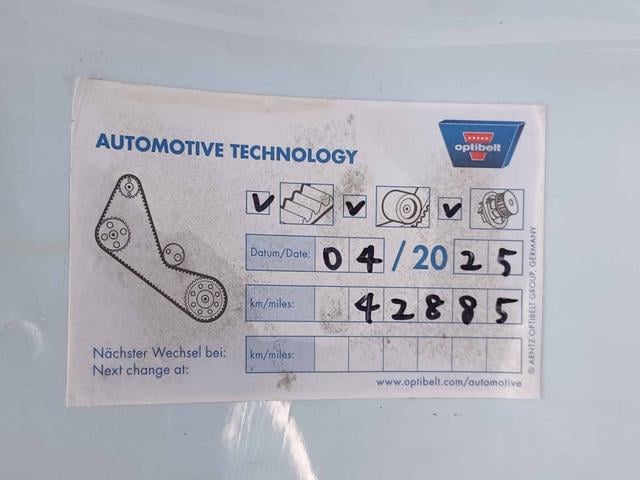 AUTOMOTIVE TECHNOLOGY
optibelt
Datum/Date: 04/2025
km/miles: 42885
Nächster Wechsel bei:
Next change at:
km/miles:
www.optibelt.com/automotive
© ARNTZ OPTIBELT GROUP, GERMANY